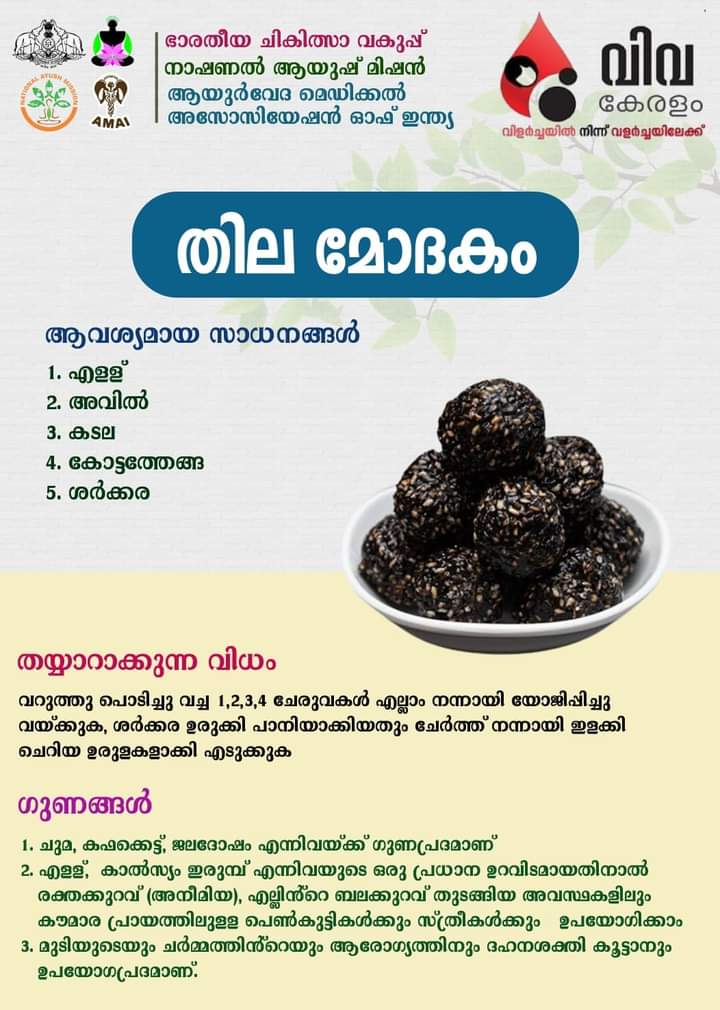 ഭാരതീയ ചികിത്സാ വകുപ്പ്
നാഷണൽ ആയുഷ് മിഷൻ
ആയുർവേദ മെഡിക്കൽ
അസോസിയേഷൻ ഓഫ് ഇന്ത്യ
NATIONAL AYUSH MISSION
AMAI
വിവ
കേരളം
വിളർച്ചയിൽ നിന്ന് വളർച്ചയിലേക്ക്
തില മോദകം
ആവശ്യമായ സാധനങ്ങൾ
1. എളള്
2. അവിൽ
3. കടല
4. കോട്ടത്തേങ്ങ
5. ശർക്കര
തയ്യാറാക്കുന്ന വിധം
വറുത്തു പൊടിച്ചു വച്ച 1,2,3,4 ചേരുവകൾ എല്ലാം നന്നായി യോജിപ്പിച്ചു
വയ്ക്കുക, ശർക്കര ഉരുക്കി പാനിയാക്കിയതും ചേർത്ത് നന്നായി ഇളക്കി
ചെറിയ ഉരുളകളാക്കി എടുക്കുക
ഗുണങ്ങൾ
1. ചുമ, കഫക്കെട്ട്, ജലദോഷം എന്നിവയ്ക്ക് ഗുണപ്രദമാണ്
2. എളള്, കാൽസ്യം ഇരുമ്പ് എന്നിവയുടെ ഒരു പ്രധാന ഉറവിടമായതിനാൽ
രക്തക്കുറവ് (അനീമിയ), എല്ലിൻ്റെ ബലക്കുറവ് തുടങ്ങിയ അവസ്ഥകളിലും
കൗമാര പ്രായത്തിലുളള പെൺകുട്ടികൾക്കും സ്ത്രീകൾക്കും ഉപയോഗിക്കാം
3. മുടിയുടെയും ചർമ്മത്തിൻ്റെയും ആരോഗ്യത്തിനും ദഹനശക്തി കൂട്ടാനും
ഉപയോഗപ്രദമാണ്.